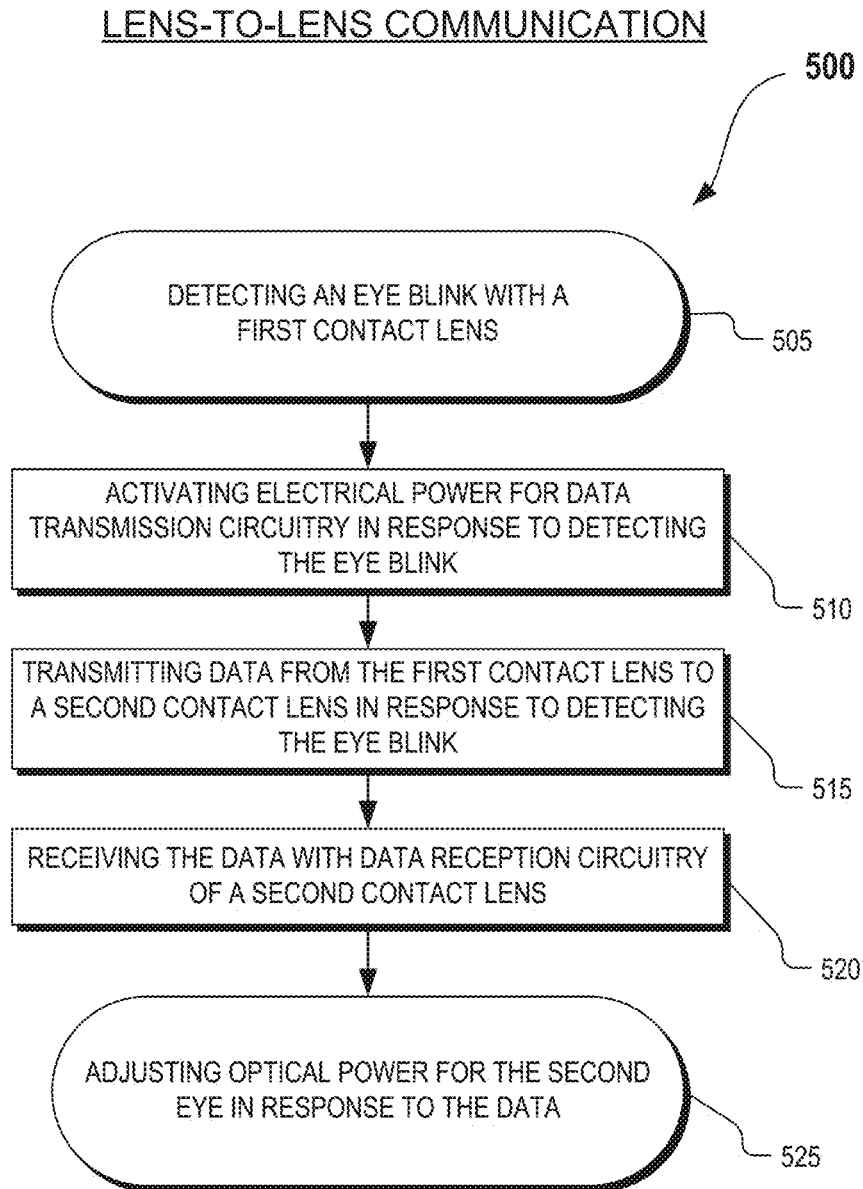 LENS-TO-LENS COMMUNICATION
500
DETECTING AN EYE BLINK WITH A
FIRST CONTACT LENS
505
ACTIVATING ELECTRICAL POWER FOR DATA
TRANSMISSION CIRCUITRY IN RESPONSE TO DETECTING
THE EYE BLINK
510
TRANSMITTING DATA FROM THE FIRST CONTACT LENS TO
A SECOND CONTACT LENS IN RESPONSE TO DETECTING
THE EYE BLINK
515
RECEIVING THE DATA WITH DATA RECEPTION CIRCUITRY
OF A SECOND CONTACT LENS
520
ADJUSTING OPTICAL POWER FOR THE SECOND
EYE IN RESPONSE TO THE DATA
525